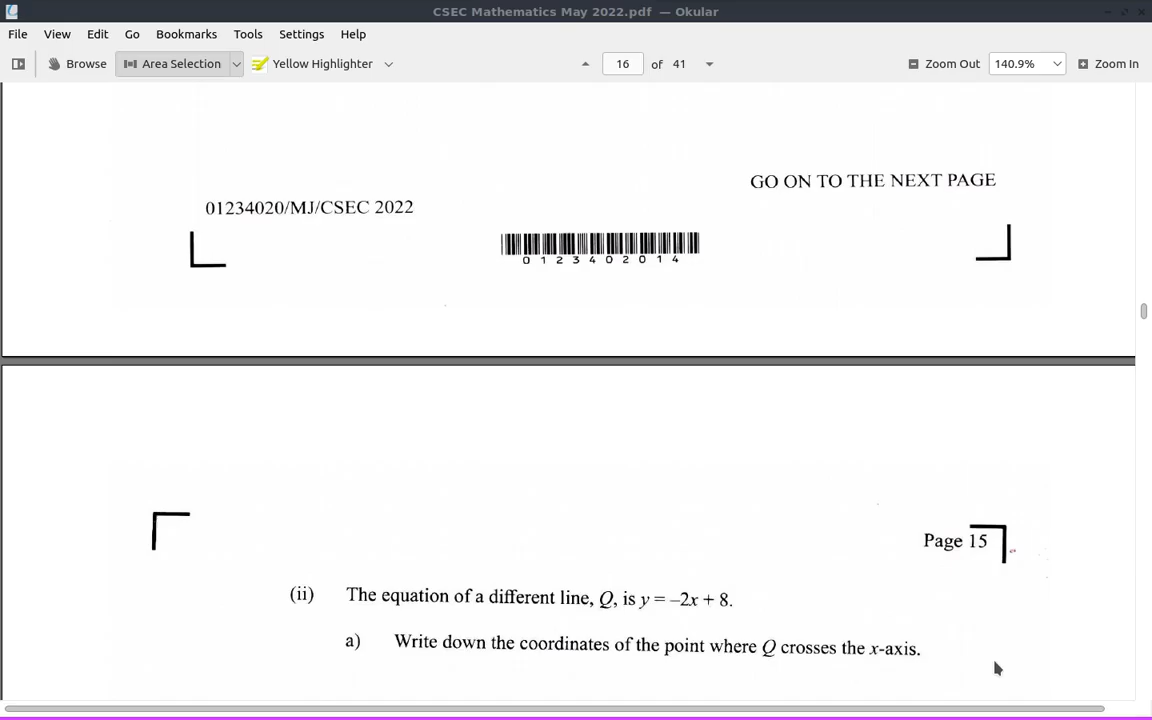 CSEC Mathematics May 2022.pdf — Okular
File View Edit Go Bookmarks Tools Settings Help
Browse Area Selection Yellow Highlighter 16 of 41 Zoom Out 140.9% Zoom In
GO ON TO THE NEXT PAGE
01234020/MJ/CSEC 2022
0 1 2 3 4 0 2 0 1 4
Page 15
(ii) The equation of a different line, Q, is y = –2x + 8.
a) Write down the coordinates of the point where Q crosses the x-axis.